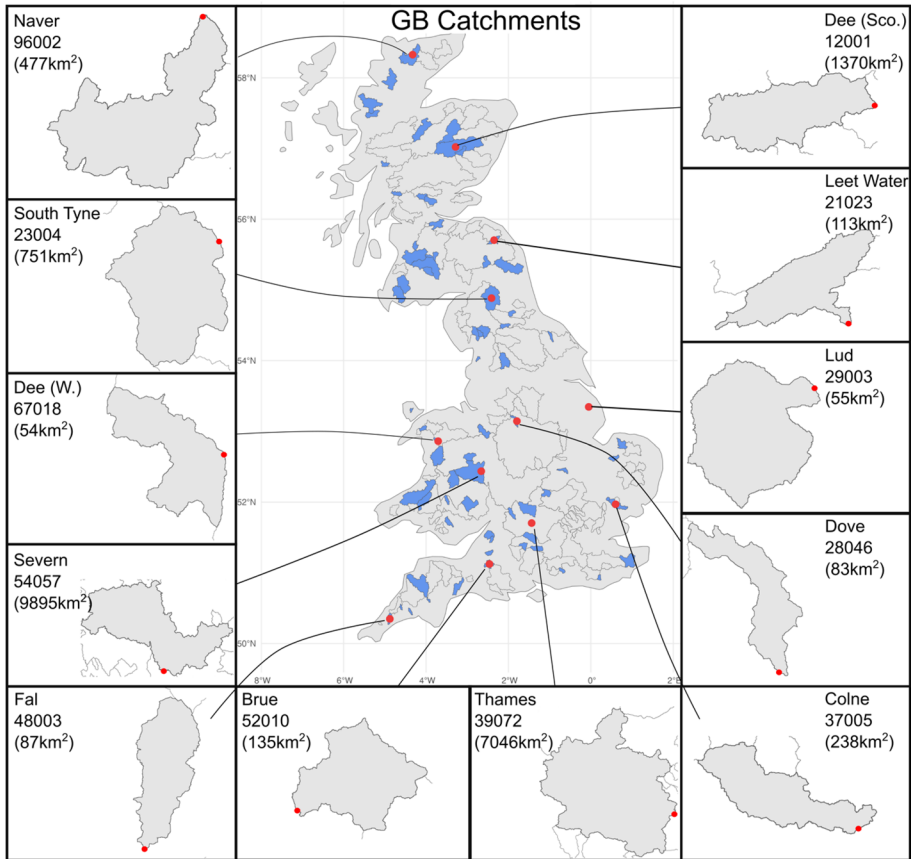 GB Catchments
Naver
96002
(477km²)
South Tyne
23004
(751km²)
Dee (W.)
67018
(54km²)
Severn
54057
(9895km²)
Fal
48003
(87km²)
Brue
52010
(135km²)
Thames
39072
(7046km²)
Dee (Sco.)
12001
(1370km²)
Leet Water
21023
(113km²)
Lud
29003
(55km²)
Dove
28046
(83km²)
Colne
37005
(238km²)
58°N
56°N
54°N
52°N
50°N
8°W
6°W
4°W
2°W
0°
2°E